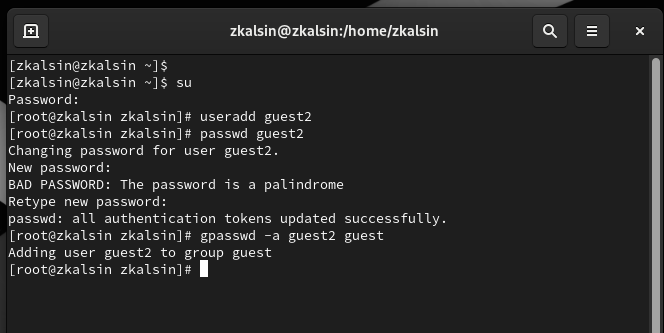 zkalsin@zkalsin:/home/zkalsin
[zkalsin@zkalsin ~]$
[zkalsin@zkalsin ~]$ su
Password:
[root@zkalsin zkalsin]# useradd guest2
[root@zkalsin zkalsin]# passwd guest2
Changing password for user guest2.
New password:
BAD PASSWORD: The password is a palindrome
Retype new password:
passwd: all authentication tokens updated successfully.
[root@zkalsin zkalsin]# gpasswd -a guest2 guest
Adding user guest2 to group guest
[root@zkalsin zkalsin]#